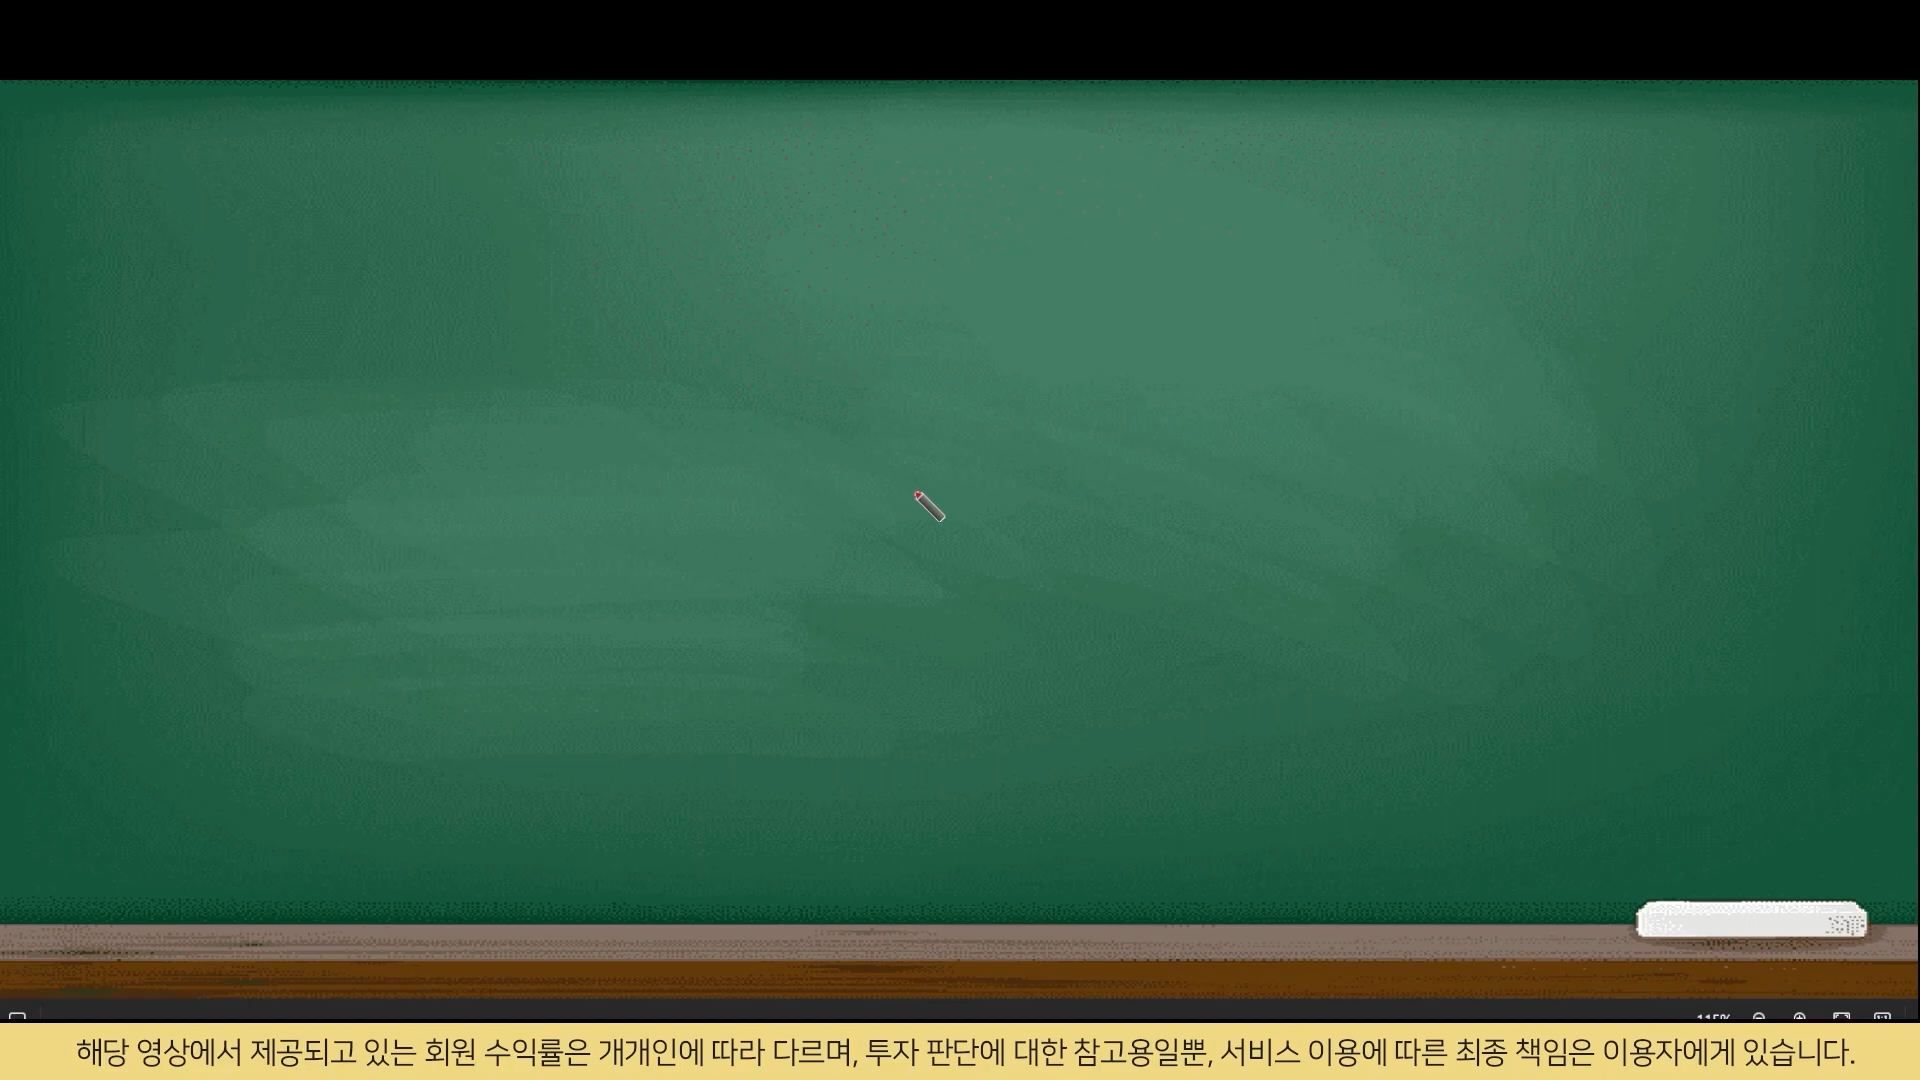 해당 영상에서 제공되고 있는 회원 수익률은 개개인에 따라 다르며, 투자 판단에 대한 참고용일뿐, 서비스 이용에 따른 최종 책임은 이용자에게 있습니다.